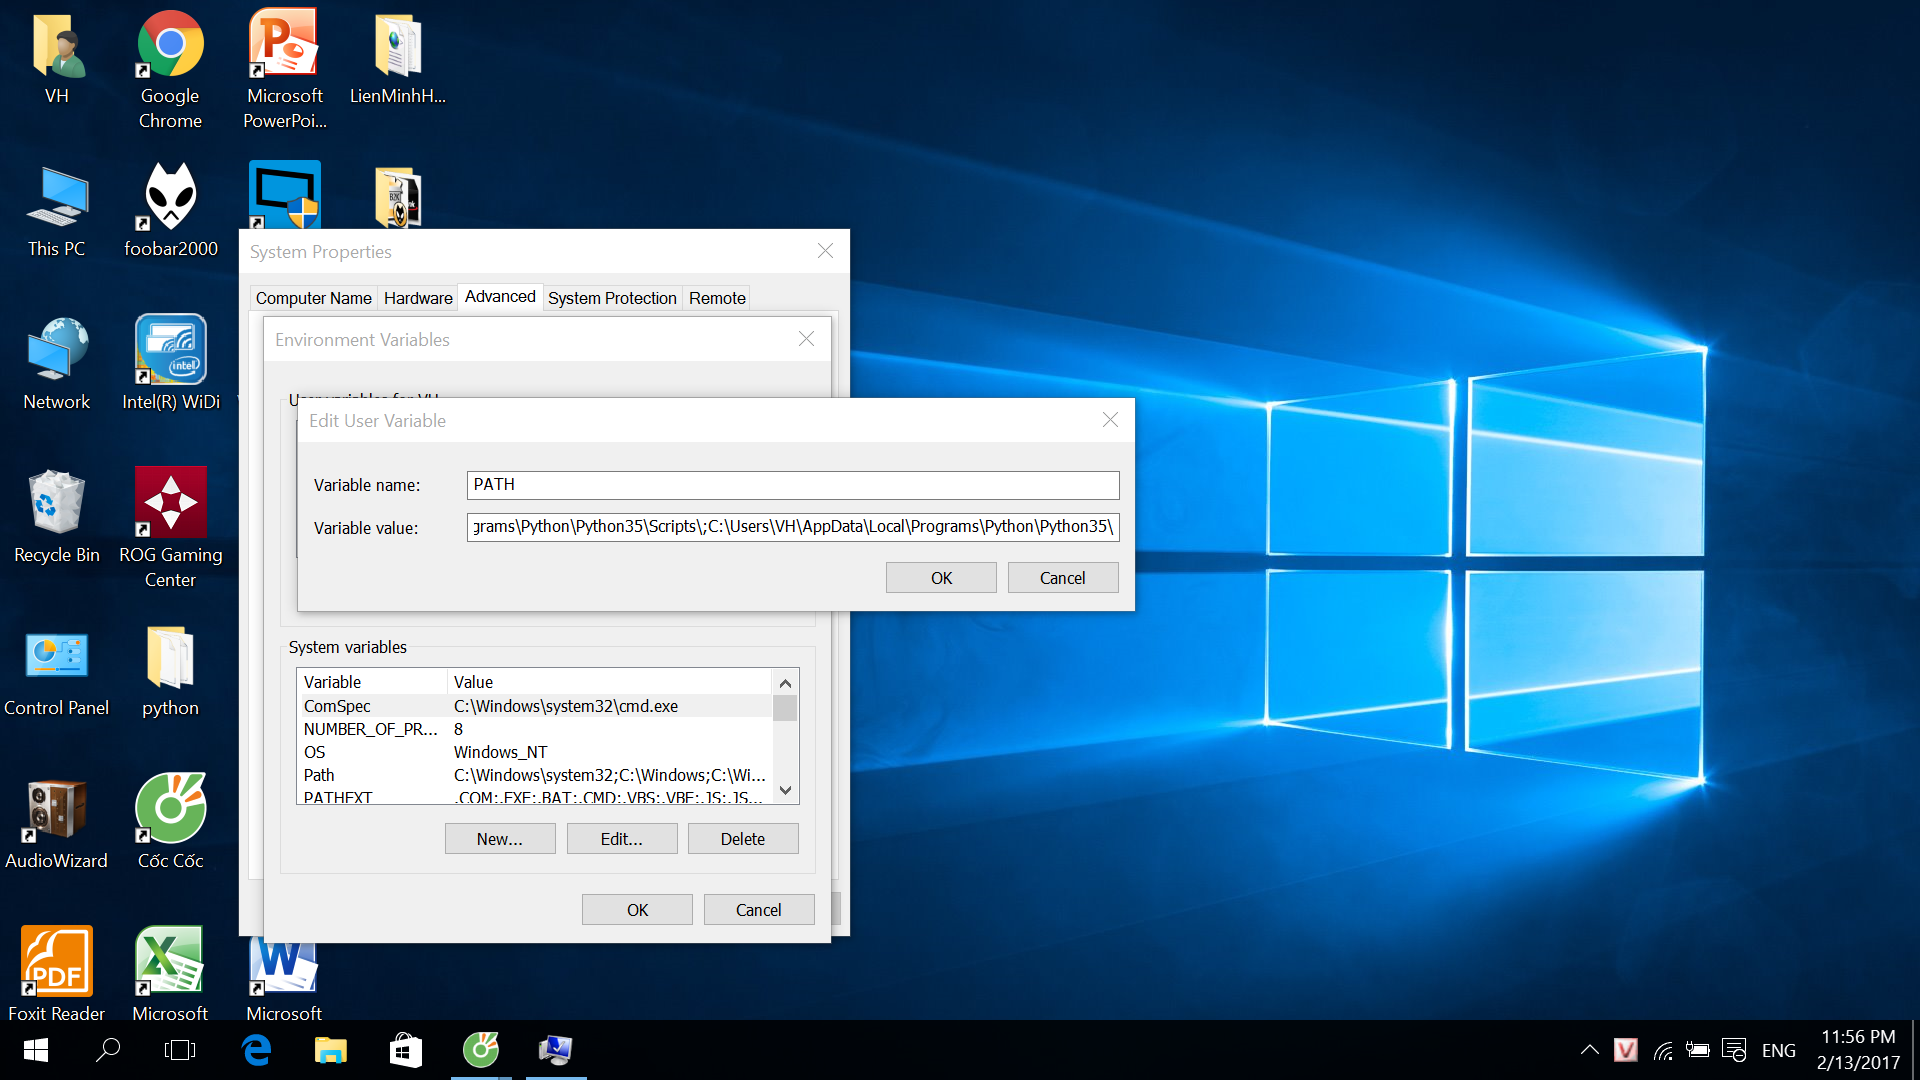 VH
Google
Chrome
Microsoft
PowerPoi...
LienMinhH...
This PC
foobar2000
Network
Intel(R) WiDi
Recycle Bin
ROG Gaming
Center
Control Panel
python
AudioWizard
Cốc Cốc
PDF
Foxit Reader
Microsoft
Microsoft
System Properties
Computer Name
Hardware
Advanced
System Protection
Remote
Environment Variables
User variables for VH
Edit User Variable
Variable name:
PATH
Variable value:
grams\Python\Python35\Scripts\;C:\Users\VH\AppData\Local\Programs\Python\Python35\
OK
Cancel
System variables
Variable Value
ComSpec C:\Windows\system32\cmd.exe
NUMBER_OF_PR... 8
OS Windows_NT
Path C:\Windows\system32;C:\Windows;C:\Wi...
PATHEXT .COM;.EXE;.BAT;.CMD;.VBS;.VBE;.JS;.JS...
New...
Edit...
Delete
OK
Cancel
ENG
11:56 PM
2/13/2017